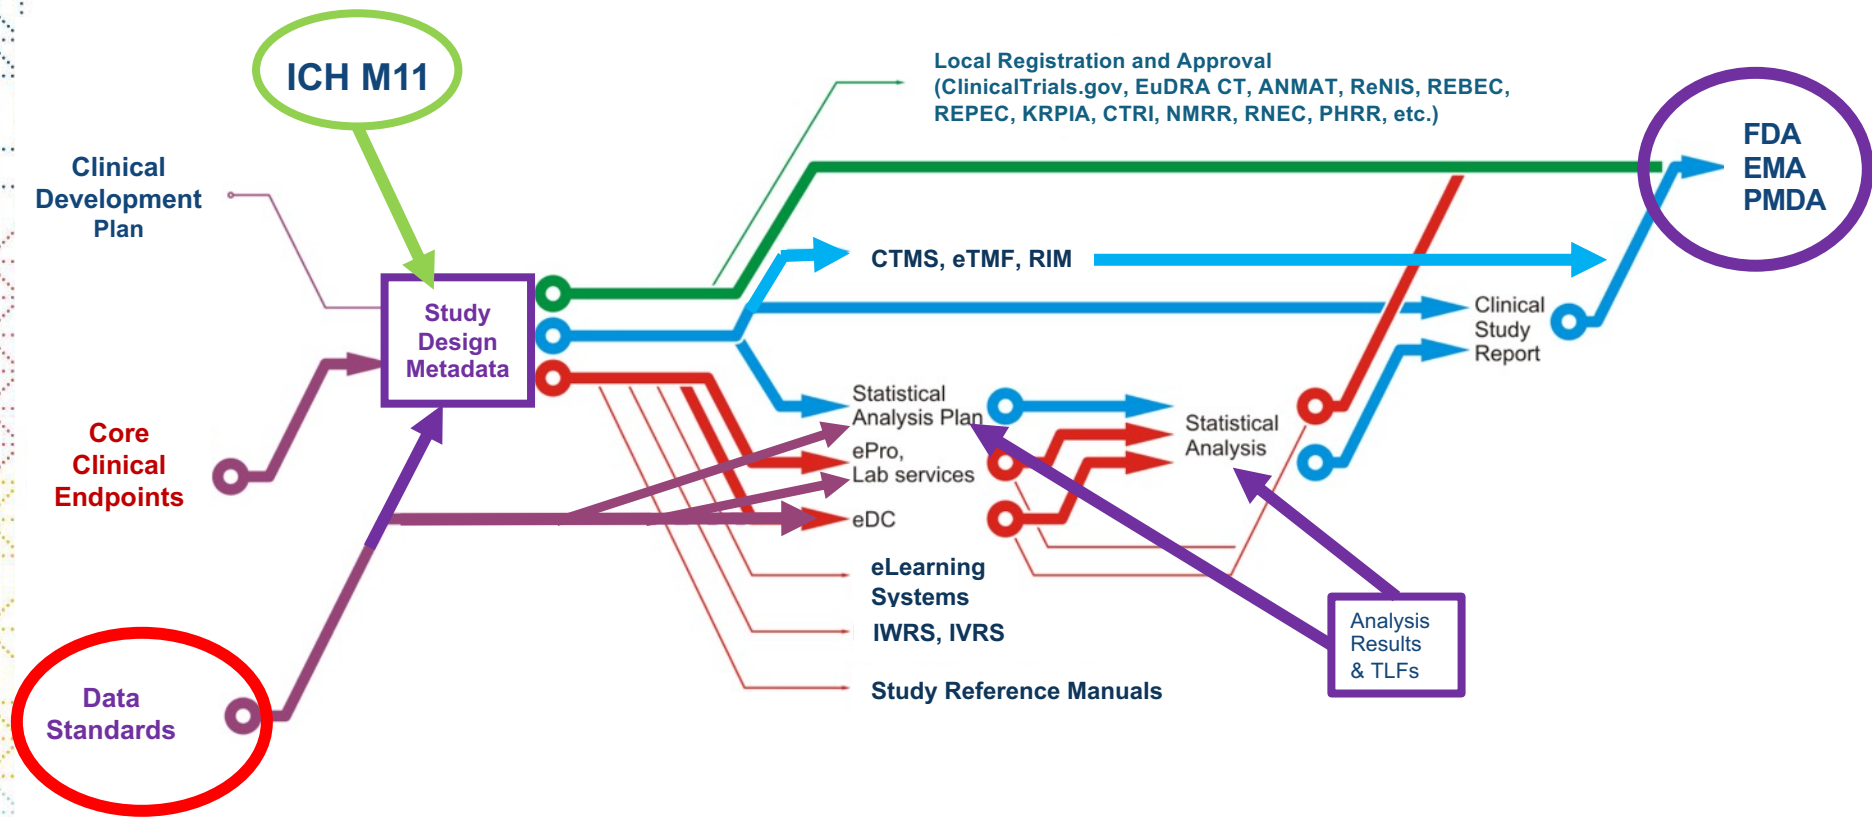 ICH M11
Local Registration and Approval
(ClinicalTrials.gov, EuDRA CT, ANMAT, ReNIS, REBEC,
REPEC, KRPIA, CTRI, NMRR, RNEC, PHRR, etc.)
FDA
EMA
PMDA
Clinical
Development
Plan
CTMS, eTMF, RIM
Study
Design
Metadata
Clinical
Study
Report
Statistical
Analysis Plan
Statistical
Analysis
Core
Clinical
Endpoints
ePro,
Lab services
eDC
eLearning
Systems
IWRS, IVRS
Analysis
Results
& TLFs
Study Reference Manuals
Data
Standards